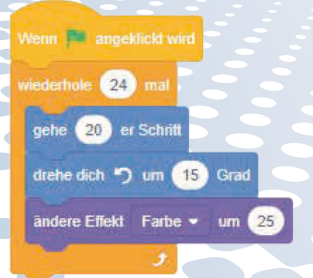 Wenn angeklickt wird
wiederhole 24 mal
gehe 20 er Schritt
drehe dich um 15 Grad
ändere Effekt Farbe um 25